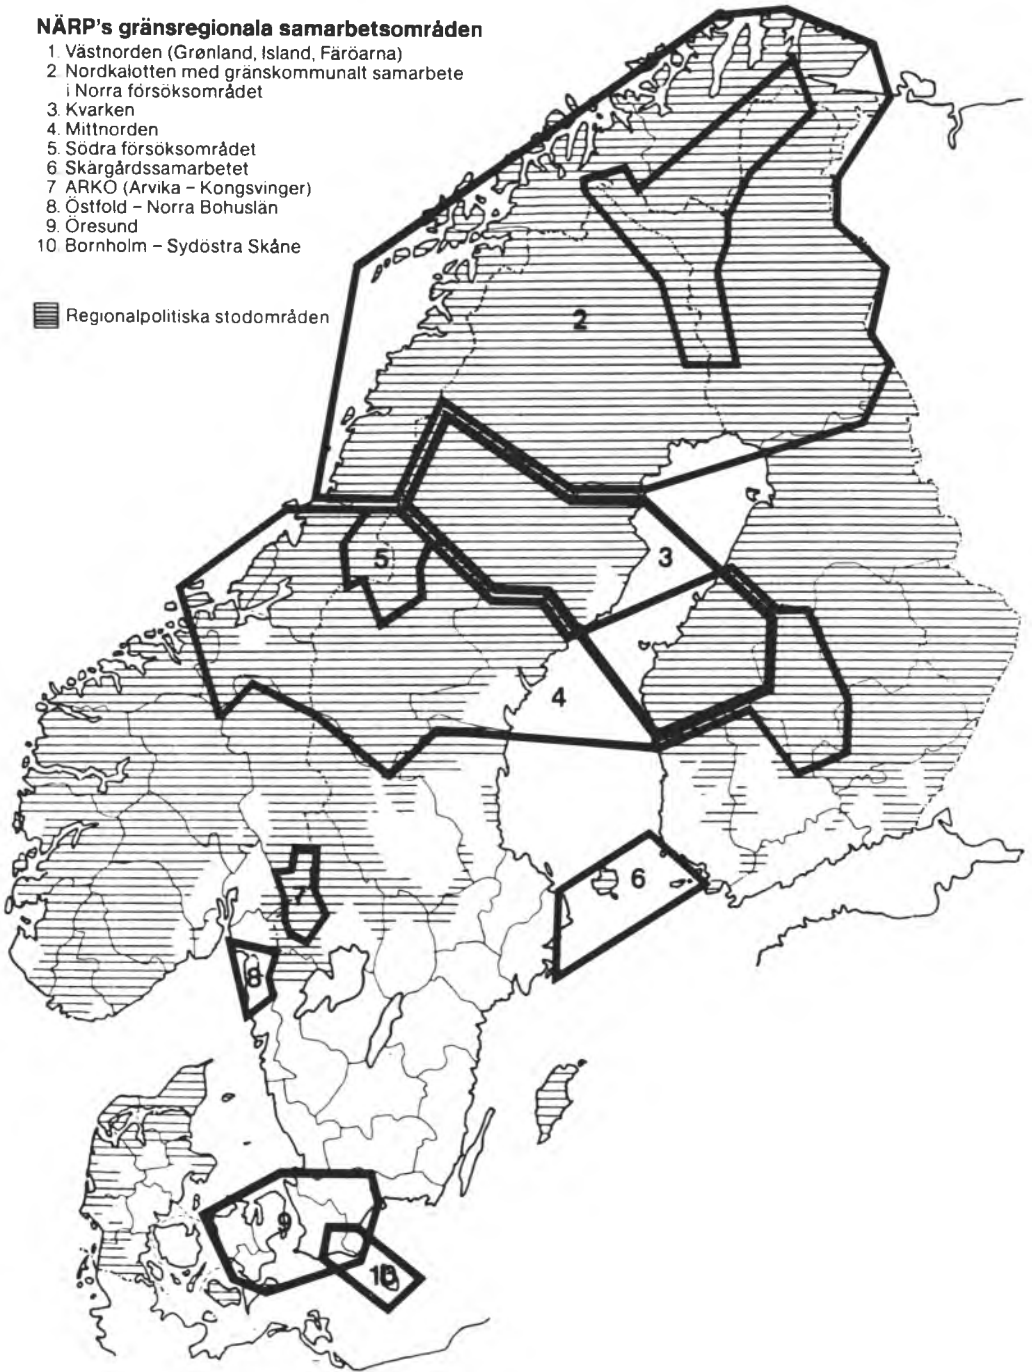 NÄRP's gränsregionala samarbetsområden
1. Västnorden (Grønland, Island, Färöarna)
2. Nordkalotten med gränskommunalt samarbete
i Norra försöksområdet
3. Kvarken
4. Mittnorden
5. Södra försöksområdet
6. Skärgårdssamarbetet
7. ARKO (Arvika – Kongsvinger)
8. Östfold – Norra Bohuslän
9. Öresund
10. Bornholm – Sydöstra Skåne
Regionalpolitiska stodområden
2
3
5
4
6
7
8
9
10